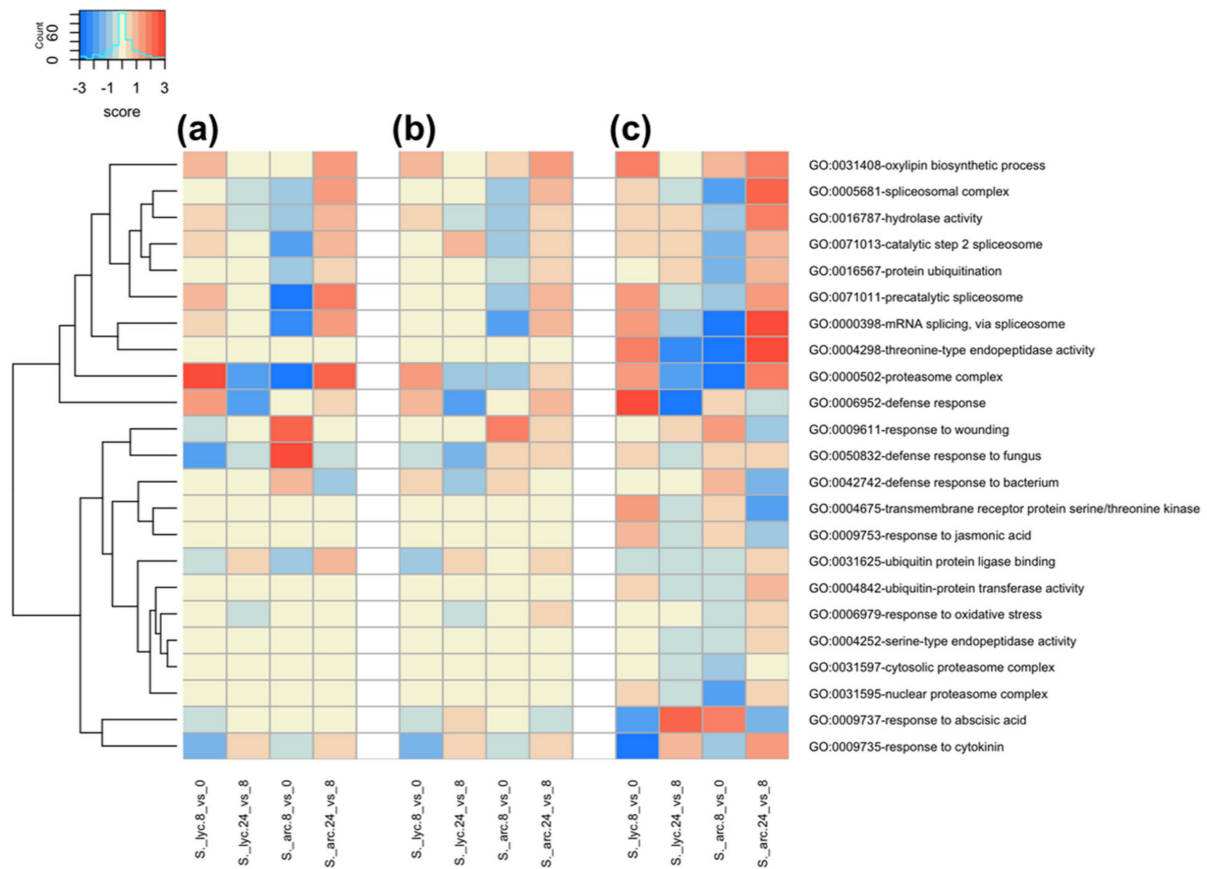 Count
0 60
-3 -1 1 3
score
(a) (b) (c)
GO:0031408-oxylipin biosynthetic process
GO:0005681-spliceosomal complex
GO:0016787-hydrolase activity
GO:0071013-catalytic step 2 spliceosome
GO:0016567-protein ubiquitination
GO:0071011-precatalytic spliceosome
GO:0000398-mRNA splicing, via spliceosome
GO:0004298-threonine-type endopeptidase activity
GO:0000502-proteasome complex
GO:0006952-defense response
GO:0009611-response to wounding
GO:0050832-defense response to fungus
GO:0042742-defense response to bacterium
GO:0004675-transmembrane receptor protein serine/threonine kinase
GO:0009753-response to jasmonic acid
GO:0031625-ubiquitin protein ligase binding
GO:0004842-ubiquitin-protein transferase activity
GO:0006979-response to oxidative stress
GO:0004252-serine-type endopeptidase activity
GO:0031597-cytosolic proteasome complex
GO:0031595-nuclear proteasome complex
GO:0009737-response to abscisic acid
GO:0009735-response to cytokinin
S._lyc.8_vs_0
S._lyc.24_vs_8
S._arc.8_vs_0
S._arc.24_vs_8
S._lyc.8_vs_0
S._lyc.24_vs_8
S._arc.8_vs_0
S._arc.24_vs_8
S._lyc.8_vs_0
S._lyc.24_vs_8
S._arc.8_vs_0
S._arc.24_vs_8